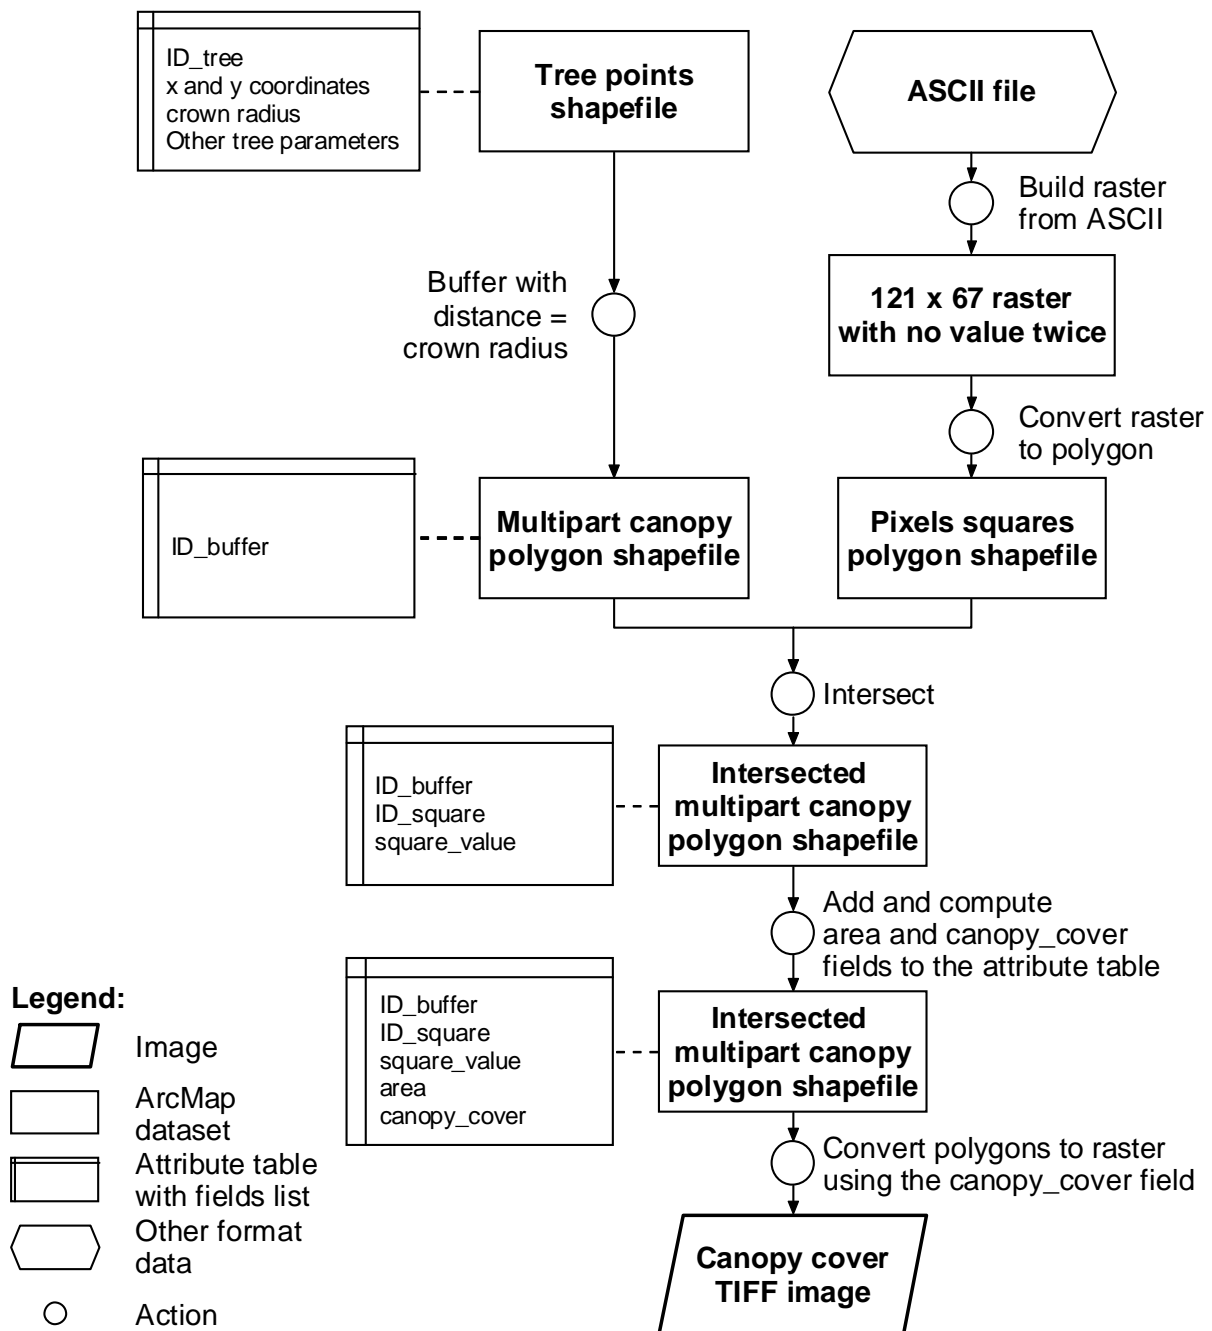 ID_tree
x and y coordinates
crown radius
Other tree parameters
Tree points
shapefile
ASCII file
Build raster
from ASCII
121 x 67 raster
with no value twice
Buffer with
distance =
crown radius
Convert raster
to polygon
ID_buffer
Multipart canopy
polygon shapefile
Pixels squares
polygon shapefile
Intersect
ID_buffer
ID_square
square_value
Intersected
multipart canopy
polygon shapefile
Add and compute
area and canopy_cover
fields to the attribute table
ID_buffer
ID_square
square_value
area
canopy_cover
Intersected
multipart canopy
polygon shapefile
Convert polygons to raster
using the canopy_cover field
Canopy cover
TIFF image
Legend:
Image
ArcMap
dataset
Attribute table
with fields list
Other format
data
Action